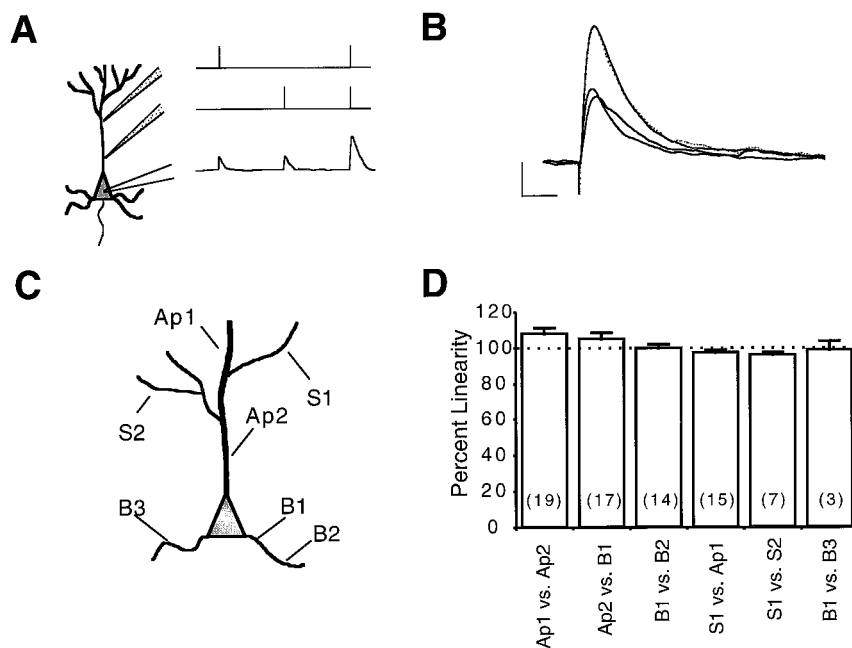 A
B
C
Ap1
S1
S2
Ap2
B3
B1
B2
D
Percent Linearity
120
100
80
60
40
20
0
(19)
(17)
(14)
(15)
(7)
(3)
Ap1 vs. Ap2
Ap2 vs. B1
B1 vs. B2
S1 vs. Ap1
S1 vs. S2
B1 vs. B3